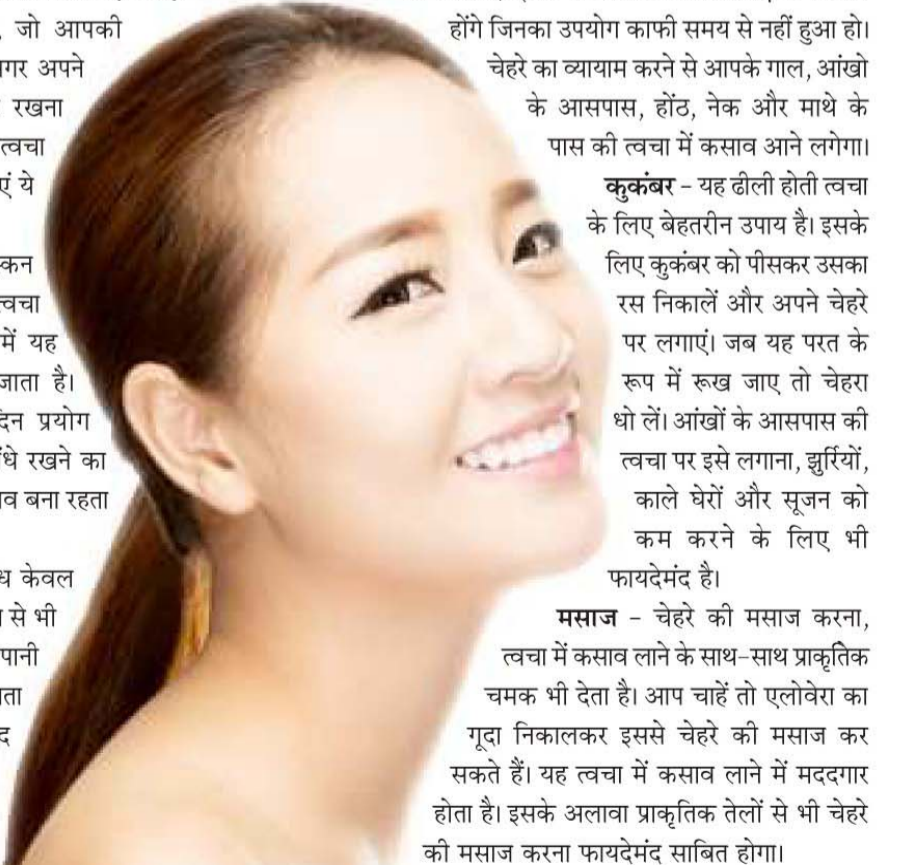 जो आपकी
अपने
रखना
त्वचा
ये
यह
जाता है।
प्रयोग
रखने का
बना रहता
केवल
से भी
पानी
होंगे जिनका उपयोग काफी समय से नहीं हुआ हो।
चेहरे का व्यायाम करने से आपके गाल, आंखो
के आसपास, होंठ, नेक और माथे के
पास की त्वचा में कसाव आने लगेगा।
कुकंबर – यह ढीली होती त्वचा
के लिए बेहतरीन उपाय है। इसके
लिए कुकंबर को पीसकर उसका
रस निकालें और अपने चेहरे
पर लगाएं। जब यह परत के
रूप में रूख जाए तो चेहरा
धो लें। आंखों के आसपास की
त्वचा पर इसे लगाना, झुर्रियों,
काले घेरों और सूजन को
कम करने के लिए भी
फायदेमंद है।
मसाज – चेहरे की मसाज करना,
त्वचा में कसाव लाने के साथ-साथ प्राकृतिक
चमक भी देता है। आप चाहें तो एलोवेरा का
गूदा निकालकर इससे चेहरे की मसाज कर
सकते हैं। यह त्वचा में कसाव लाने में मददगार
होता है। इसके अलावा प्राकृतिक तेलों से भी चेहरे
की मसाज करना फायदेमंद साबित होगा।